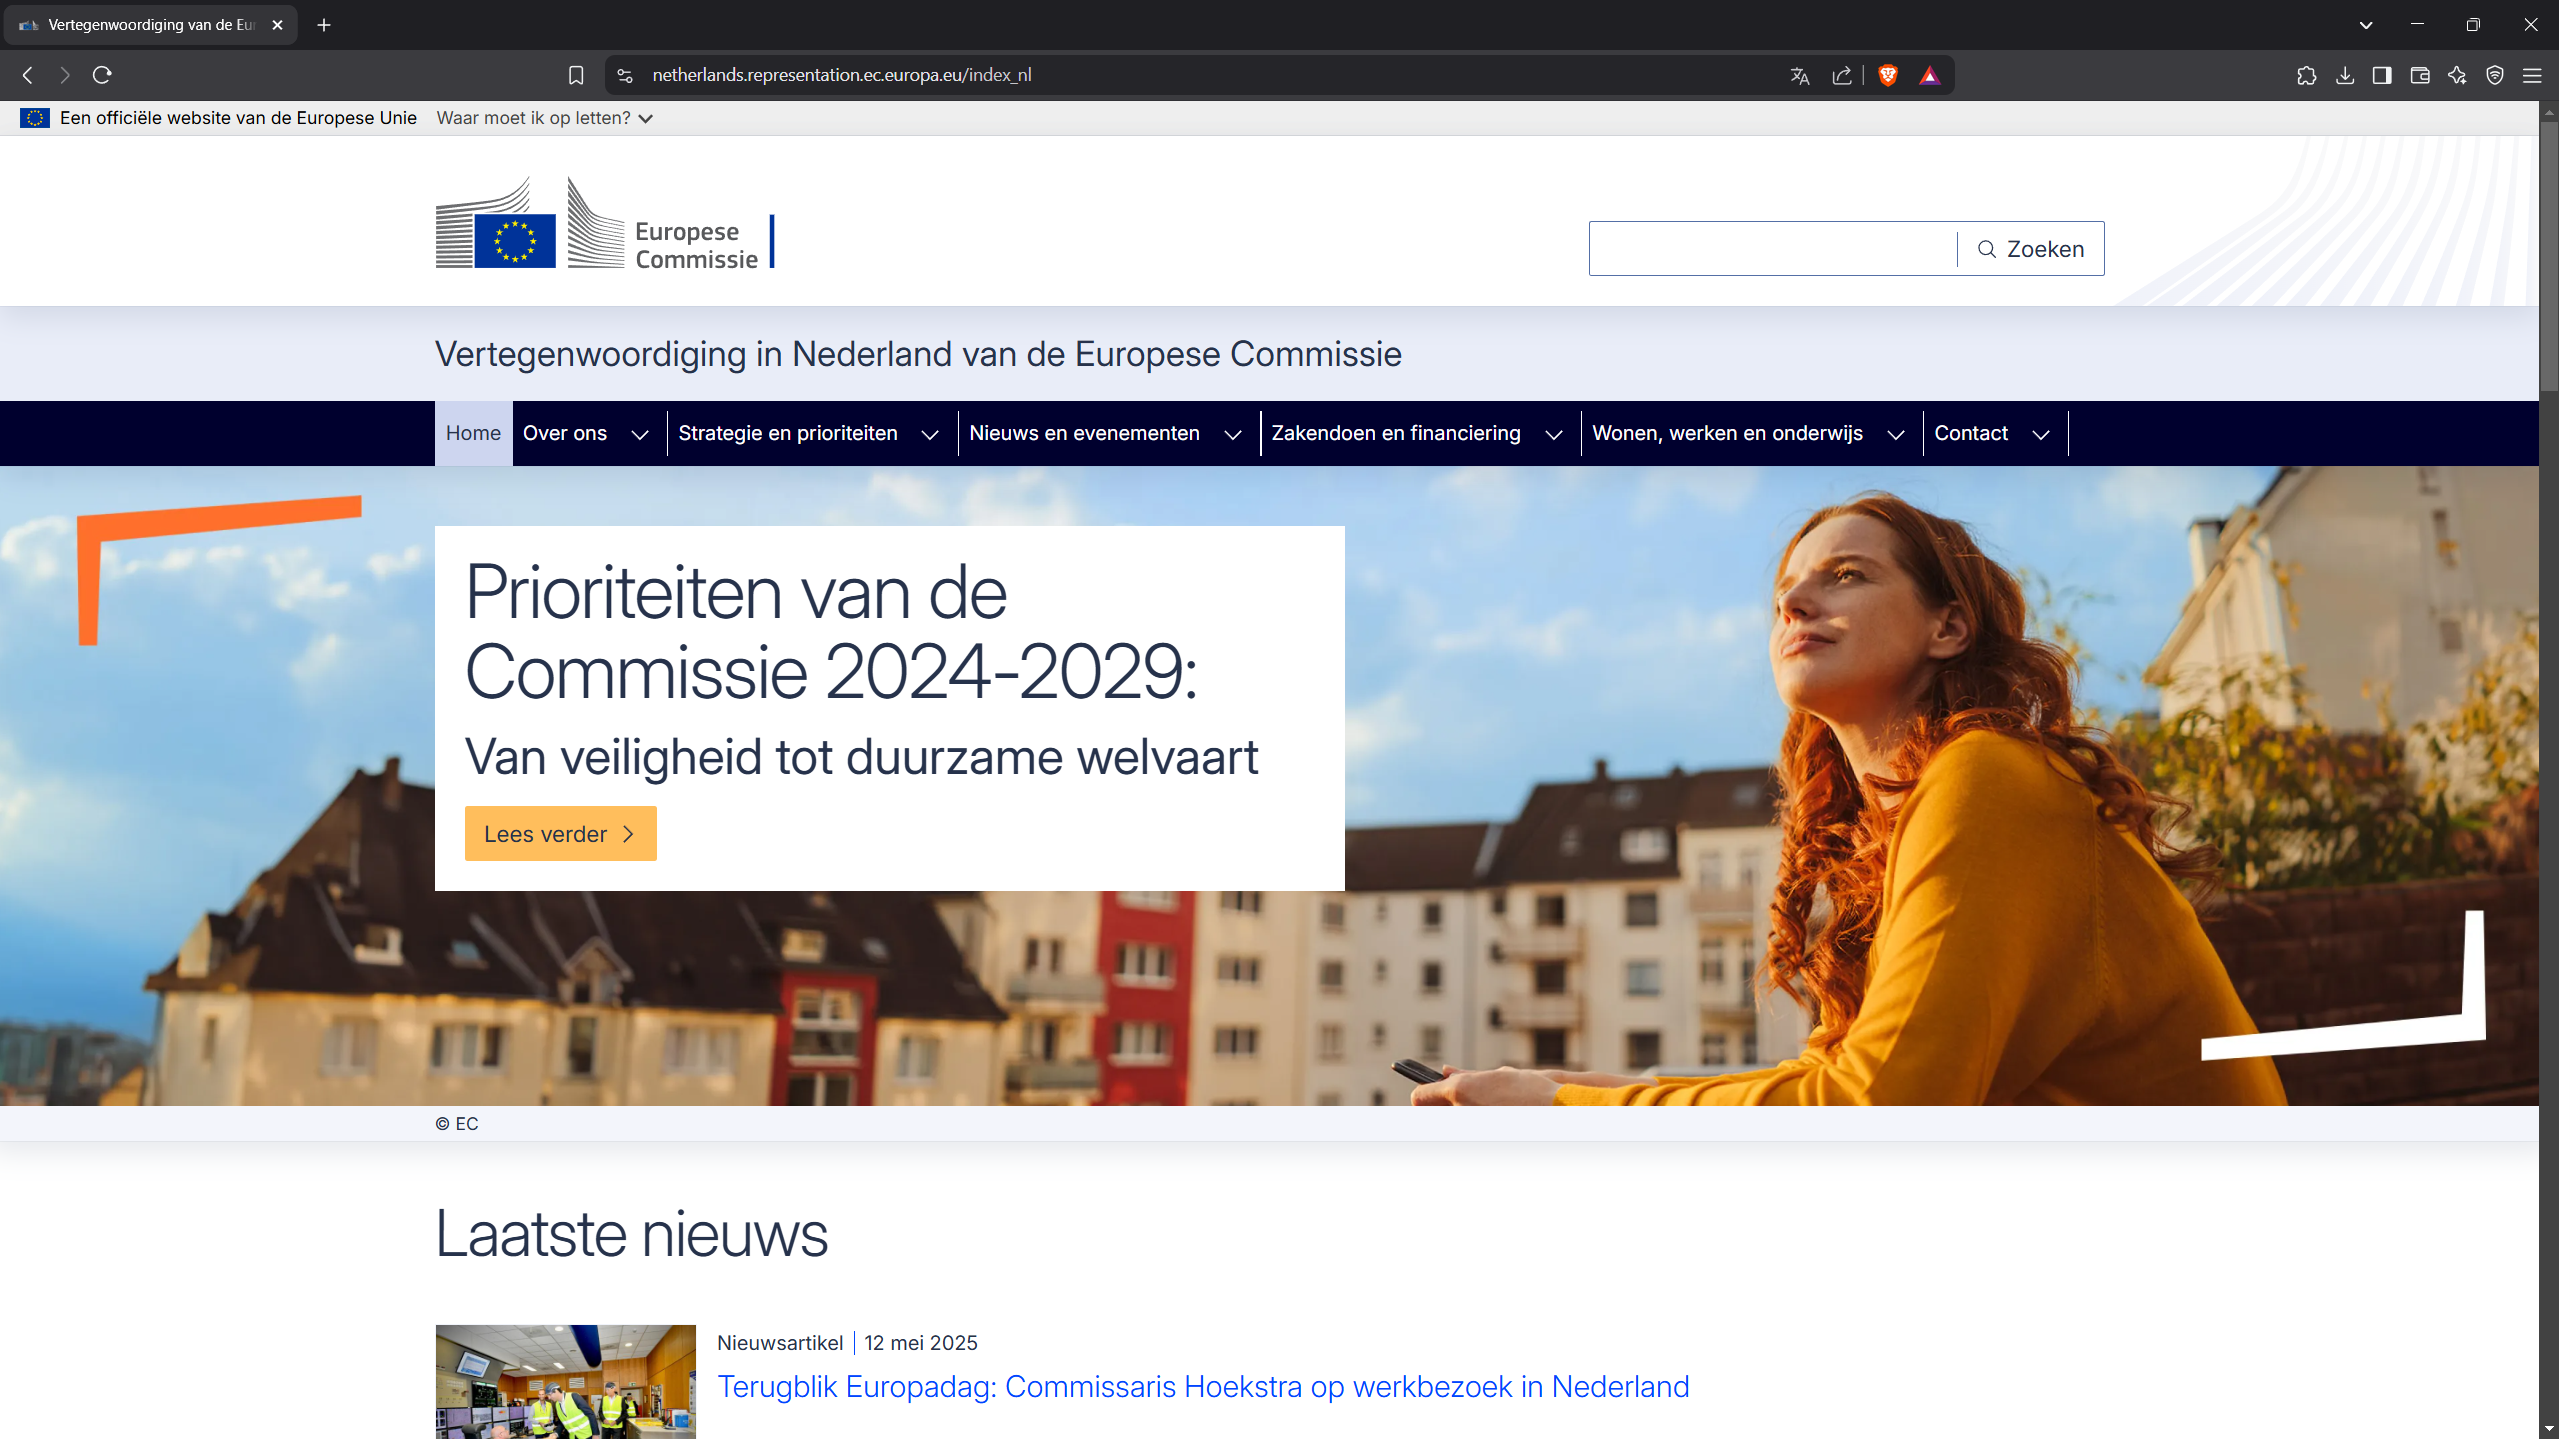 Vertegenwoordiging van de Eu
netherlands.representation.ec.europa.eu/index_nl
Een officiële website van de Europese Unie Waar moet ik op letten?
Europese
Commissie
Zoeken
Vertegenwoordiging in Nederland van de Europese Commissie
Home Over ons Strategie en prioriteiten Nieuws en evenementen Zakendoen en financiering Wonen, werken en onderwijs Contact
Prioriteiten van de
Commissie 2024-2029:
Van veiligheid tot duurzame welvaart
Lees verder
© EC
Laatste nieuws
Nieuwsartikel 12 mei 2025
Terugblik Europadag: Commissaris Hoekstra op werkbezoek in Nederland